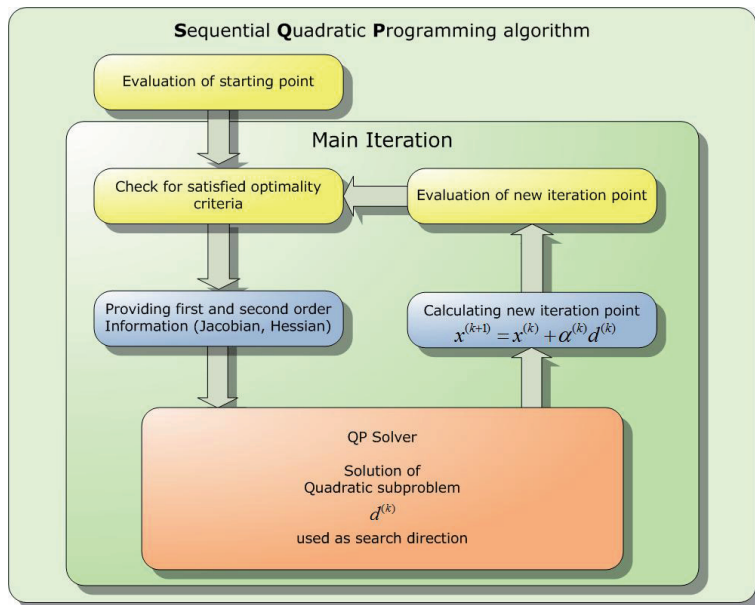 Sequential Quadratic Programming algorithm
Evaluation of starting point
Main Iteration
Check for satisfied optimality
criteria
Evaluation of new iteration point
Providing first and second order
Information (Jacobian, Hessian)
Calculating new iteration point
x^{(k+1)} = x^{(k)} + α^{(k)} d^{(k)}
QP Solver
Solution of
Quadratic subproblem
d^{(k)}
used as search direction